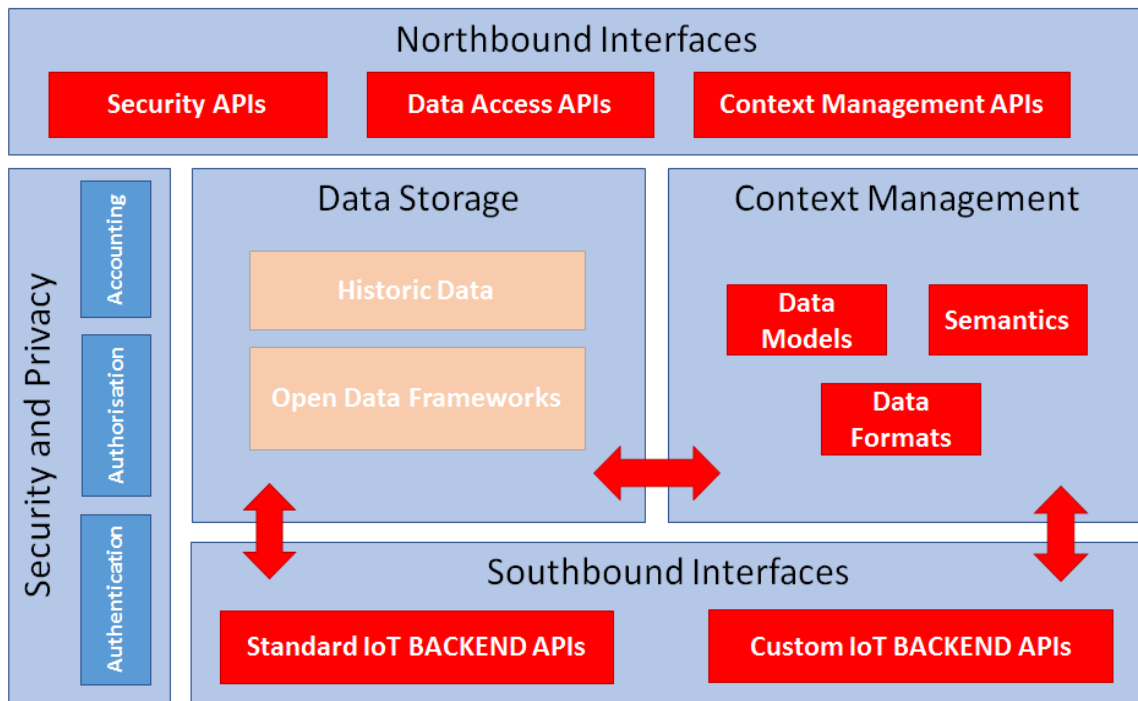 Northbound Interfaces
Security APIs
Data Access APIs
Context Management APIs
Security and Privacy
Accounting
Authorisation
Authentication
Data Storage
Historic Data
Open Data Frameworks
Context Management
Data
Models
Semantics
Data
Formats
Southbound Interfaces
Standard IoT BACKEND APIs
Custom IoT BACKEND APIs